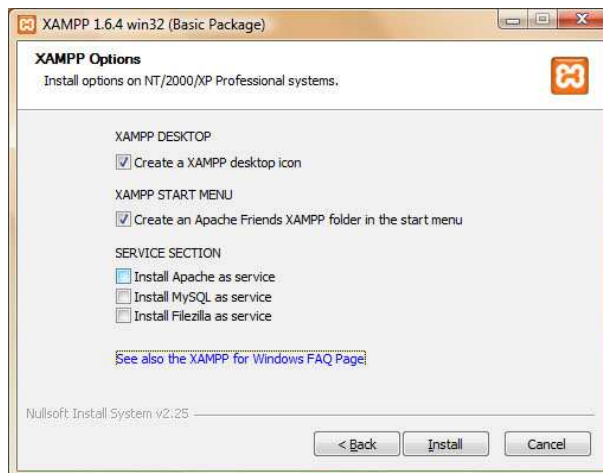 XAMPP 1.6.4 win32 (Basic Package)
XAMPP Options
Install options on NT/2000/XP Professional systems.
XAMPP DESKTOP
Create a XAMPP desktop icon
XAMPP START MENU
Create an Apache Friends XAMPP folder in the start menu
SERVICE SECTION
Install Apache as service
Install MySQL as service
Install Filezilla as service
See also the XAMPP for Windows FAQ Page
Nullsoft Install System v2.25
< Back
Install
Cancel